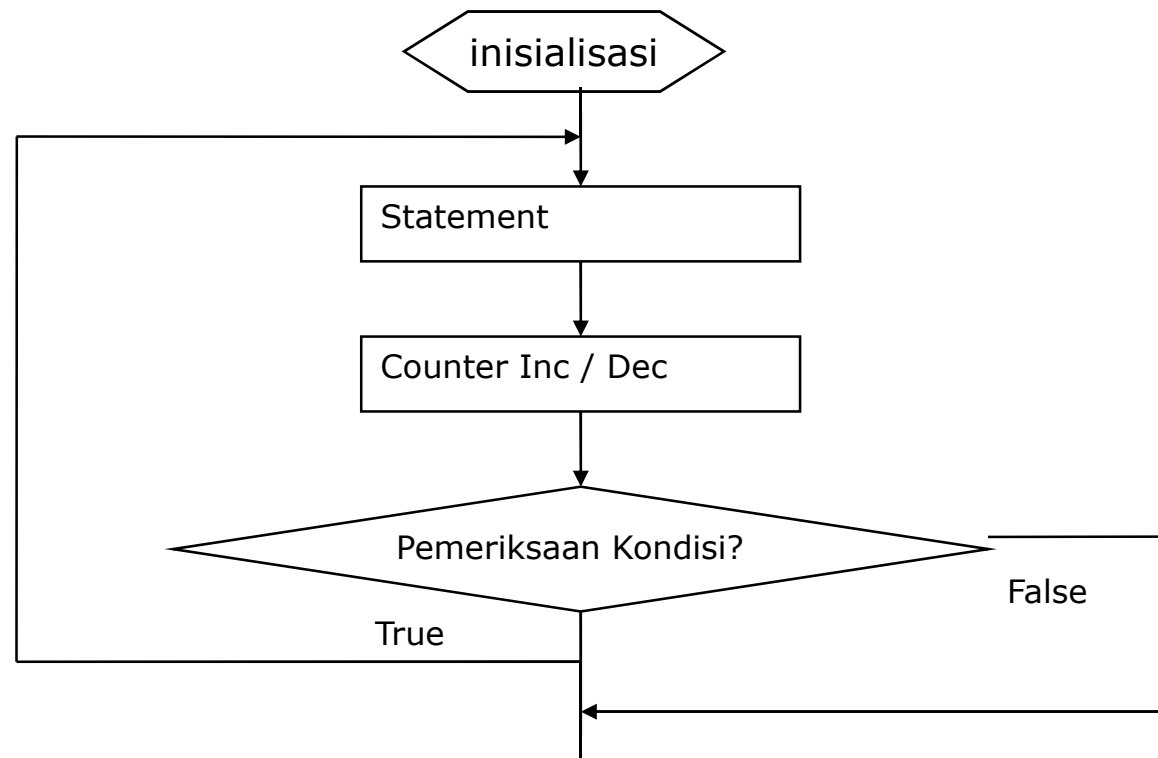 inisialisasi
Statement
Counter Inc / Dec
Pemeriksaan Kondisi?
False
True